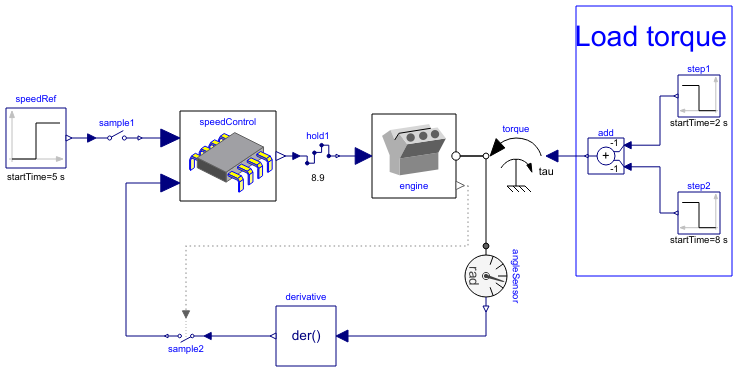 Load torque
step1
startTime=2 s
speedRef
startTime=5 s
sample1
speedControl
hold1
8.9
engine
torque
tau
add
-1
+
-1
step2
startTime=8 s
rad
angleSensor
derivative
der()
sample2